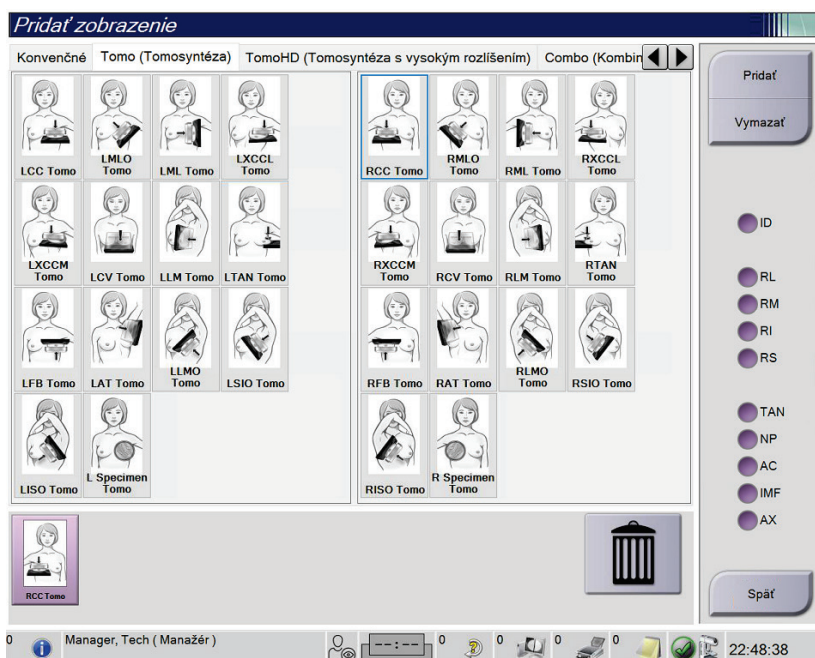 Pridať zobrazenie
Konvenčné Tomo (Tomosyntéza) TomoHD (Tomosyntéza s vysokým rozlíšením) Combo (Kombin
LCC Tomo
LMLO
Tomo
LML Tomo
LXCCL
Tomo
LXCCM
Tomo
LCV Tomo
LLM Tomo
LTAN Tomo
LFB Tomo
LAT Tomo
LLMO
Tomo
LSIO Tomo
LISO Tomo
L Specimen
Tomo
RCC Tomo
RMLO
Tomo
RML Tomo
RXCCL
Tomo
RXCCM
Tomo
RCV Tomo
RLM Tomo
RTAN
Tomo
RFB Tomo
RAT Tomo
RLMO
Tomo
RSIO Tomo
RISO Tomo
R Specimen
Tomo
Pridať
Vymazať
ID
RL
RM
RI
RS
TAN
NP
AC
IMF
AX
Späť
RCC Tomo
0 Manager, Tech ( Manažér ) --:-- 0 0 0 0 22:48:38